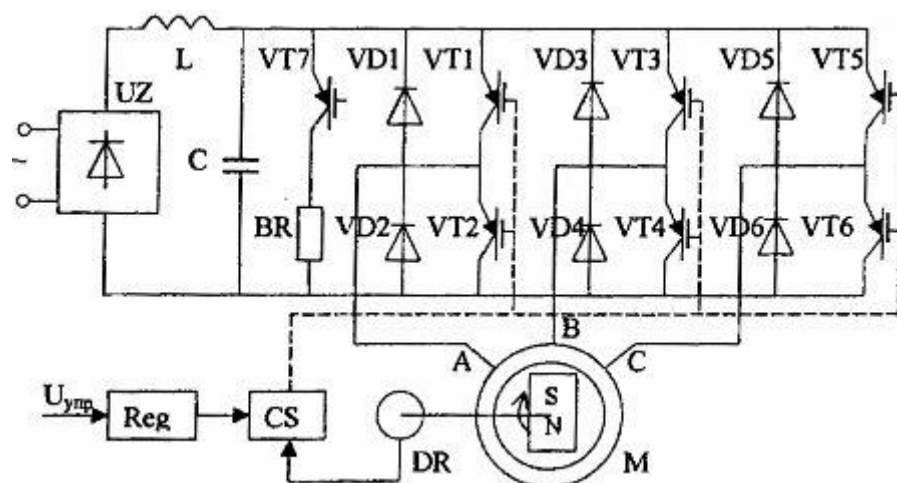 L
VT7
VD1
VT1
VD3
VT3
VD5
VT5
UZ
~
C
BR
VD2
VT2
VD4
VT4
VD6
VT6
A
B
C
Uупр
Reg
CS
DR
S
N
M